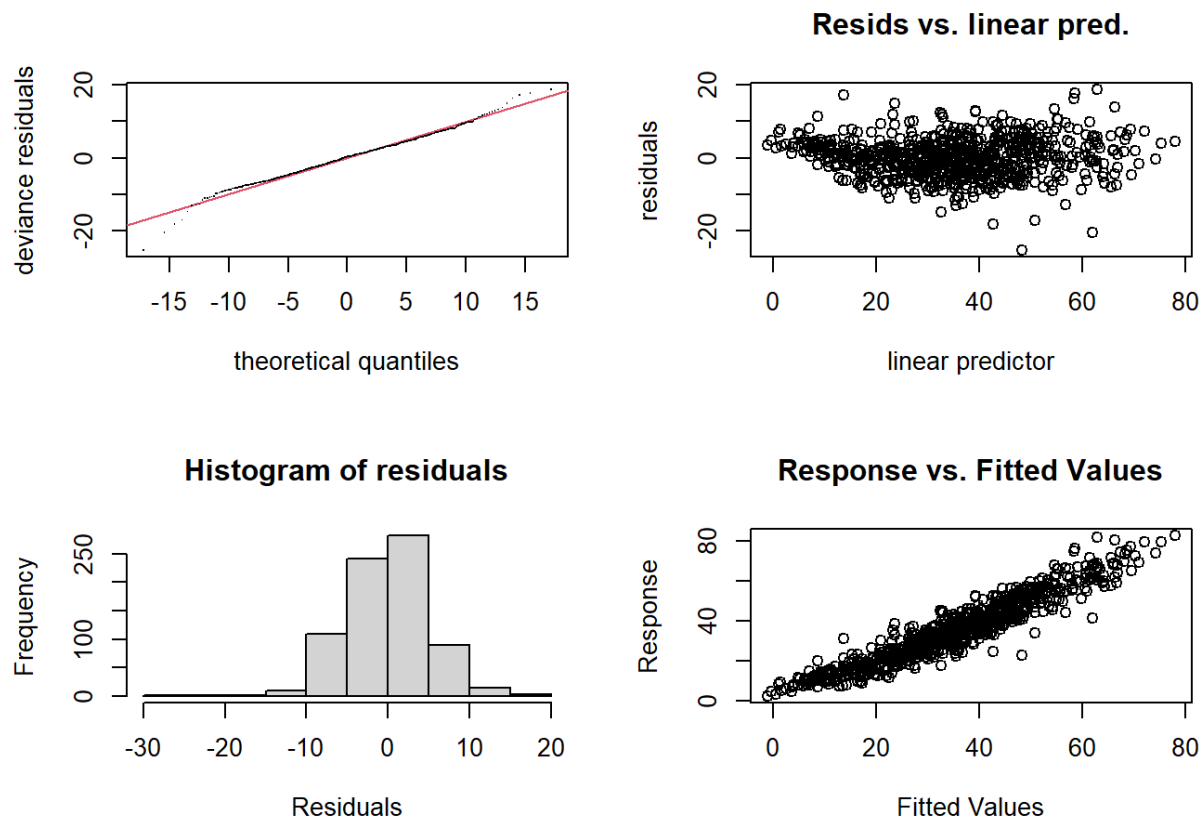 deviance residuals
20
0
-20
-15 -10 -5 0 5 10 15
theoretical quantiles
Resids vs. linear pred.
residuals
20
0
-20
0 20 40 60 80
linear predictor
Histogram of residuals
Frequency
250
100
0
-30 -20 -10 0 10 20
Residuals
Response vs. Fitted Values
Response
80
40
0
0 20 40 60 80
Fitted Values